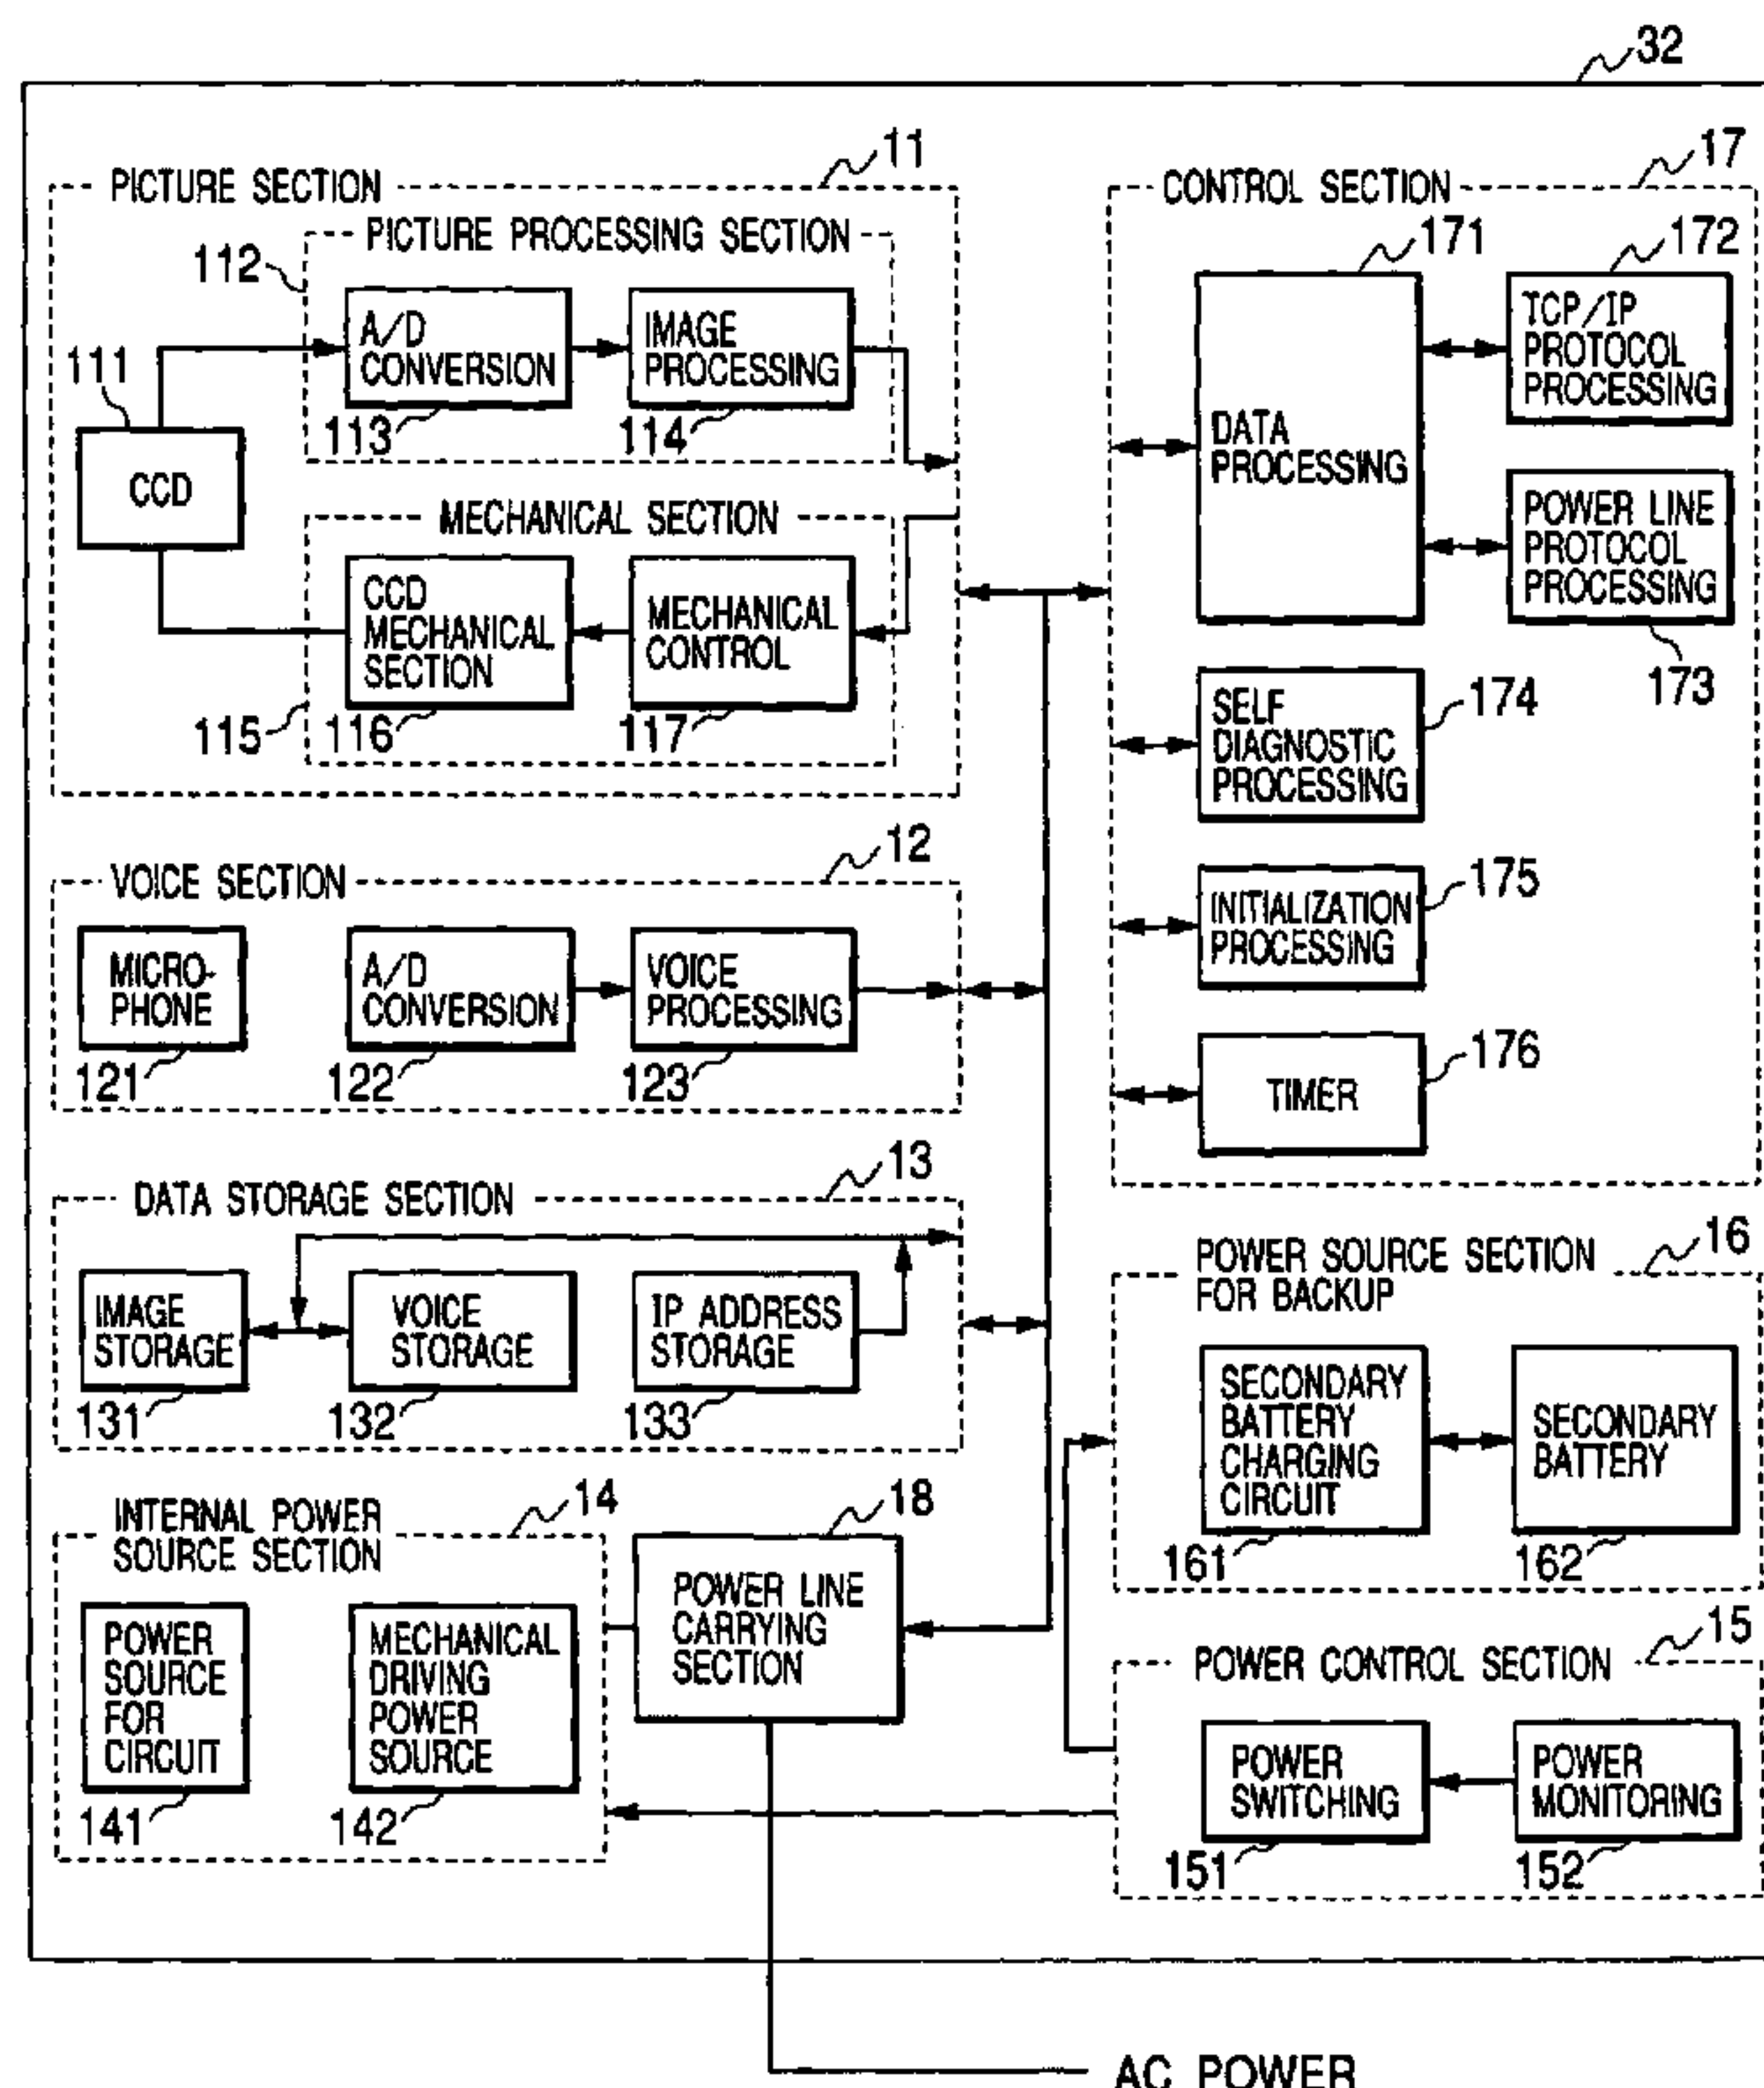 32
11
PICTURE SECTION
PICTURE PROCESSING SECTION
112
A/D
CONVERSION
113
IMAGE
PROCESSING
114
111
CCD
MECHANICAL SECTION
CCD
MECHANICAL
SECTION
116
MECHANICAL
CONTROL
117
115
12
VOICE SECTION
MICRO-
PHONE
121
A/D
CONVERSION
122
VOICE
PROCESSING
123
13
DATA STORAGE SECTION
IMAGE
STORAGE
131
VOICE
STORAGE
132
IP ADDRESS
STORAGE
133
14
INTERNAL POWER
SOURCE SECTION
POWER
SOURCE
FOR
CIRCUIT
141
MECHANICAL
DRIVING
POWER
SOURCE
142
18
POWER LINE
CARRYING
SECTION
17
CONTROL SECTION
171
DATA
PROCESSING
172
TCP/IP
PROTOCOL
PROCESSING
POWER LINE
PROTOCOL
PROCESSING
173
SELF
DIAGNOSTIC
PROCESSING
174
INITIALIZATION
PROCESSING
175
TIMER
176
16
POWER SOURCE SECTION
FOR BACKUP
SECONDARY
BATTERY
CHARGING
CIRCUIT
161
SECONDARY
BATTERY
162
15
POWER CONTROL SECTION
POWER
SWITCHING
151
POWER
MONITORING
152
AC POWER